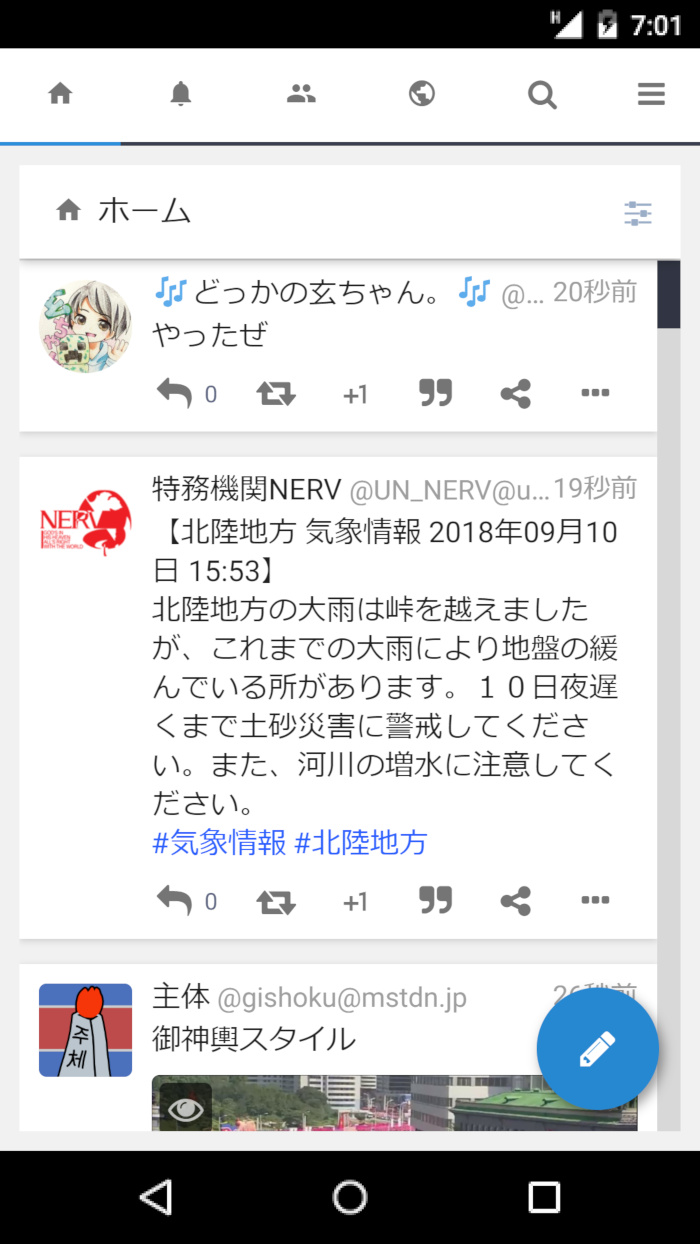 H 7:01
ホーム
どっかの玄ちゃん。 @... 20秒前
やったぜ
0 +1
NERV
特務機関NERV @UN_NERV@u...19秒前
【北陸地方 気象情報 2018年09月10
日 15:53】
北陸地方の大雨は峠を越えました
が、これまでの大雨により地盤の緩
んでいる所があります。１０日夜遅
くまで土砂災害に警戒してくださ
い。また、河川の増水に注意してく
ださい。
#気象情報 #北陸地方
0 +1
주체
主体 @gishoku@mstdn.jp 26秒前
御神輿スタイル